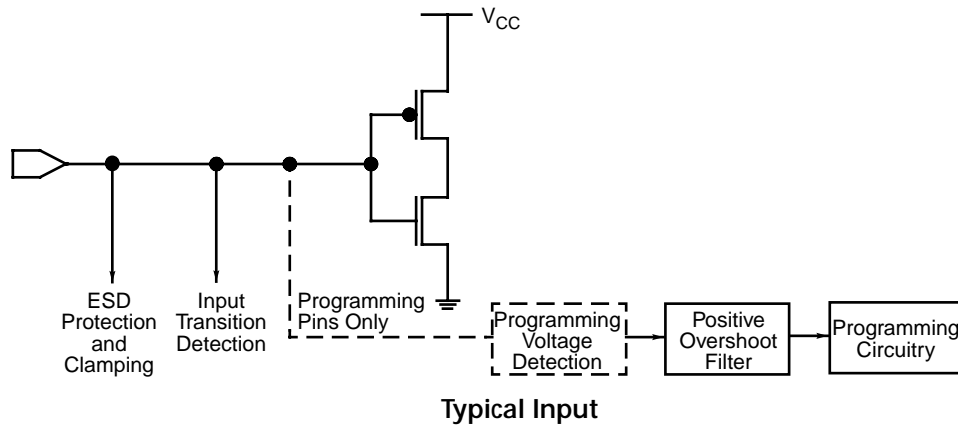 VCC
ESD
Protection
and
Clamping
Input
Transition
Detection
Programming
Pins Only
Programming
Voltage
Detection
Positive
Overshoot
Filter
Programming
Circuitry
Typical Input